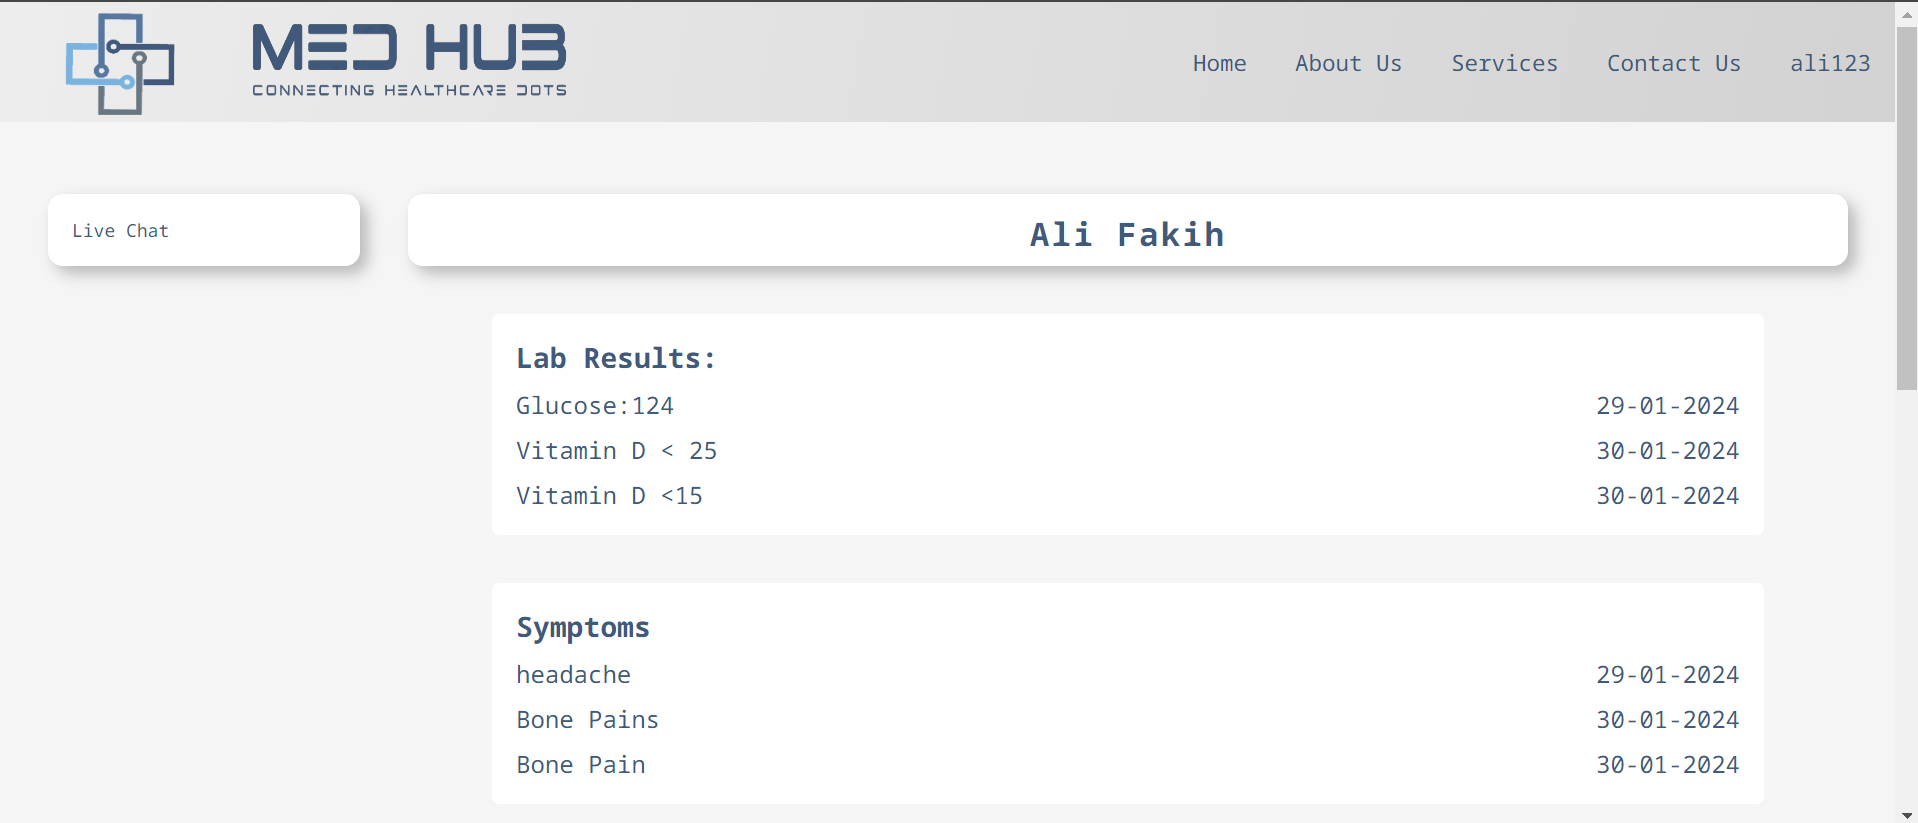 MED HUB
CONNECTING HEALTHCARE DOTS
Home About Us Services Contact Us ali123
Live Chat
Ali Fakih
Lab Results:
Glucose:124 29-01-2024
Vitamin D < 25 30-01-2024
Vitamin D <15 30-01-2024
Symptoms
headache 29-01-2024
Bone Pains 30-01-2024
Bone Pain 30-01-2024